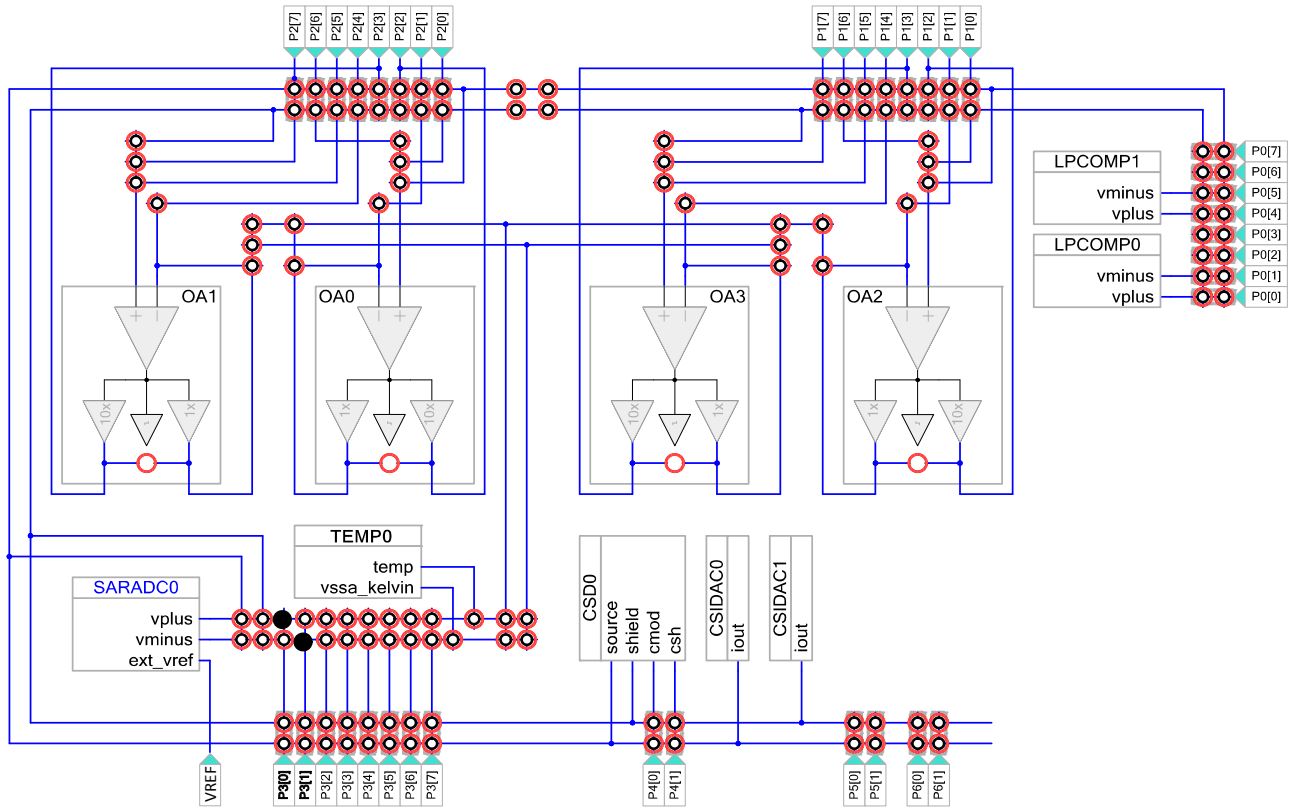 P2[7] P2[6] P2[5] P2[4] P2[3] P2[2] P2[1] P2[0]
P1[7] P1[6] P1[5] P1[4] P1[3] P1[2] P1[1] P1[0]
LPCOMP1
vminus
vplus
LPCOMP0
vminus
vplus
P0[7]
P0[6]
P0[5]
P0[4]
P0[3]
P0[2]
P0[1]
P0[0]
OA1
+ −
10x 1x
OA0
− +
1x 10x
OA3
+ −
10x 1x
OA2
− +
1x 10x
TEMP0
temp
vssa_kelvin
SARADC0
vplus
vminus
ext_vref
CSD0
source
shield
cmod
csh
CSIDAC0
iout
CSIDAC1
iout
VREF
P3[0] P3[1] P3[2] P3[3] P3[4] P3[5] P3[6] P3[7]
P4[0] P4[1]
P5[0] P5[1]
P6[0] P6[1]